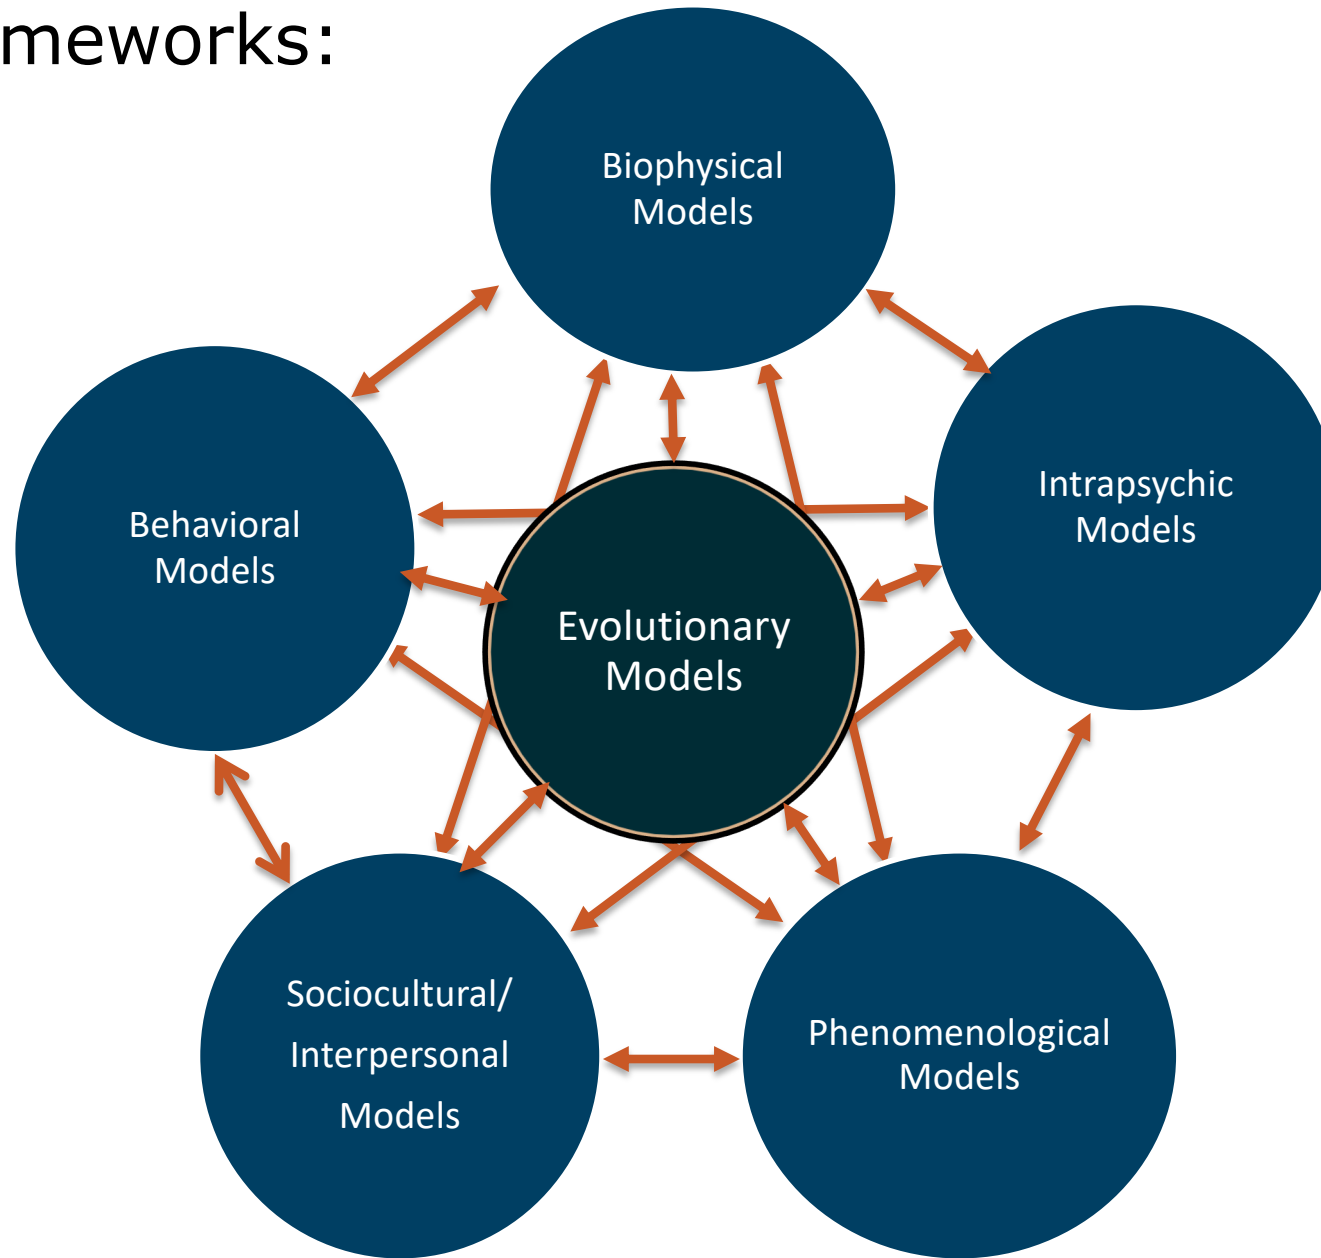 meworks:
Biophysical
Models
Intrapsychic
Models
Behavioral
Models
Evolutionary
Models
Sociocultural/
Interpersonal
Models
Phenomenological
Models